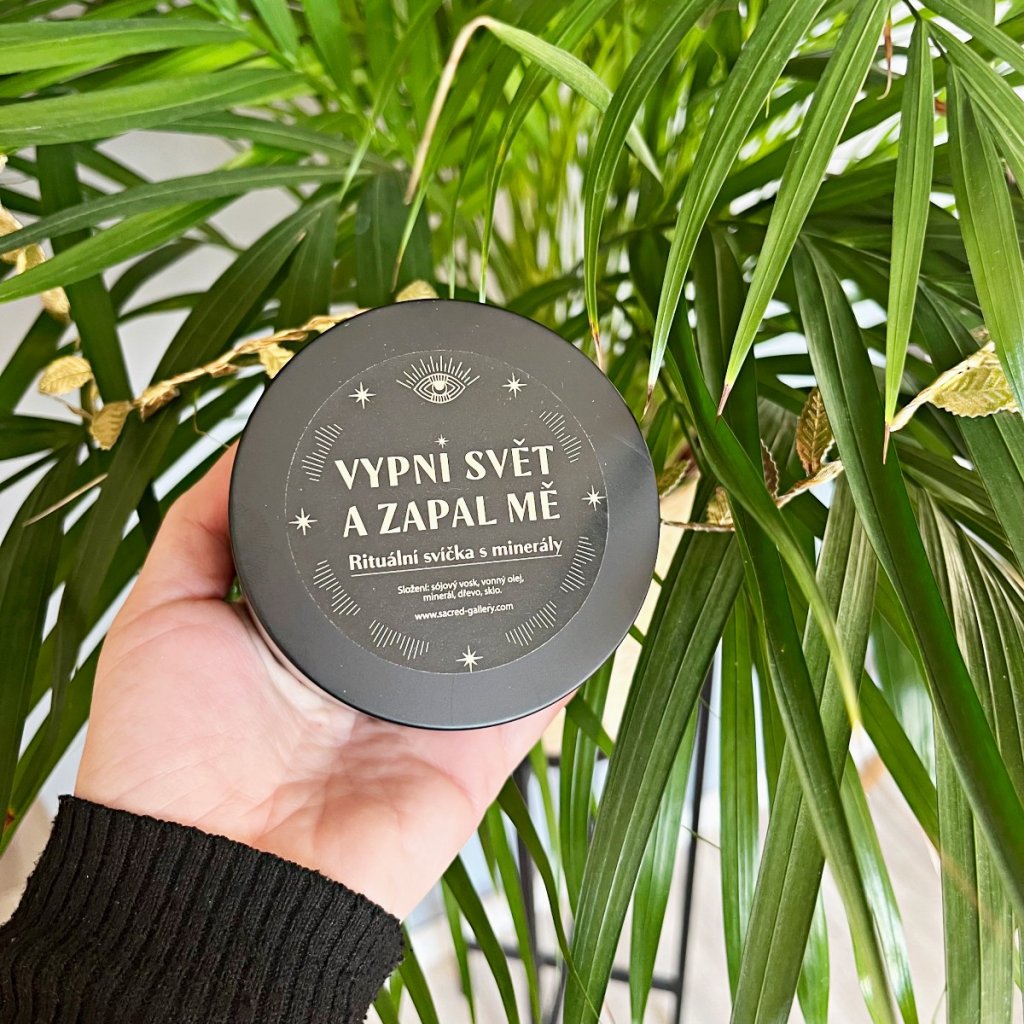 VYPNI SVĚT
A ZAPAL MĚ
Rituální svíčka s minerály
Složení: sójový vosk, vonný olej,
minerál, dřevo, sklo.
www.sacred-gallery.com